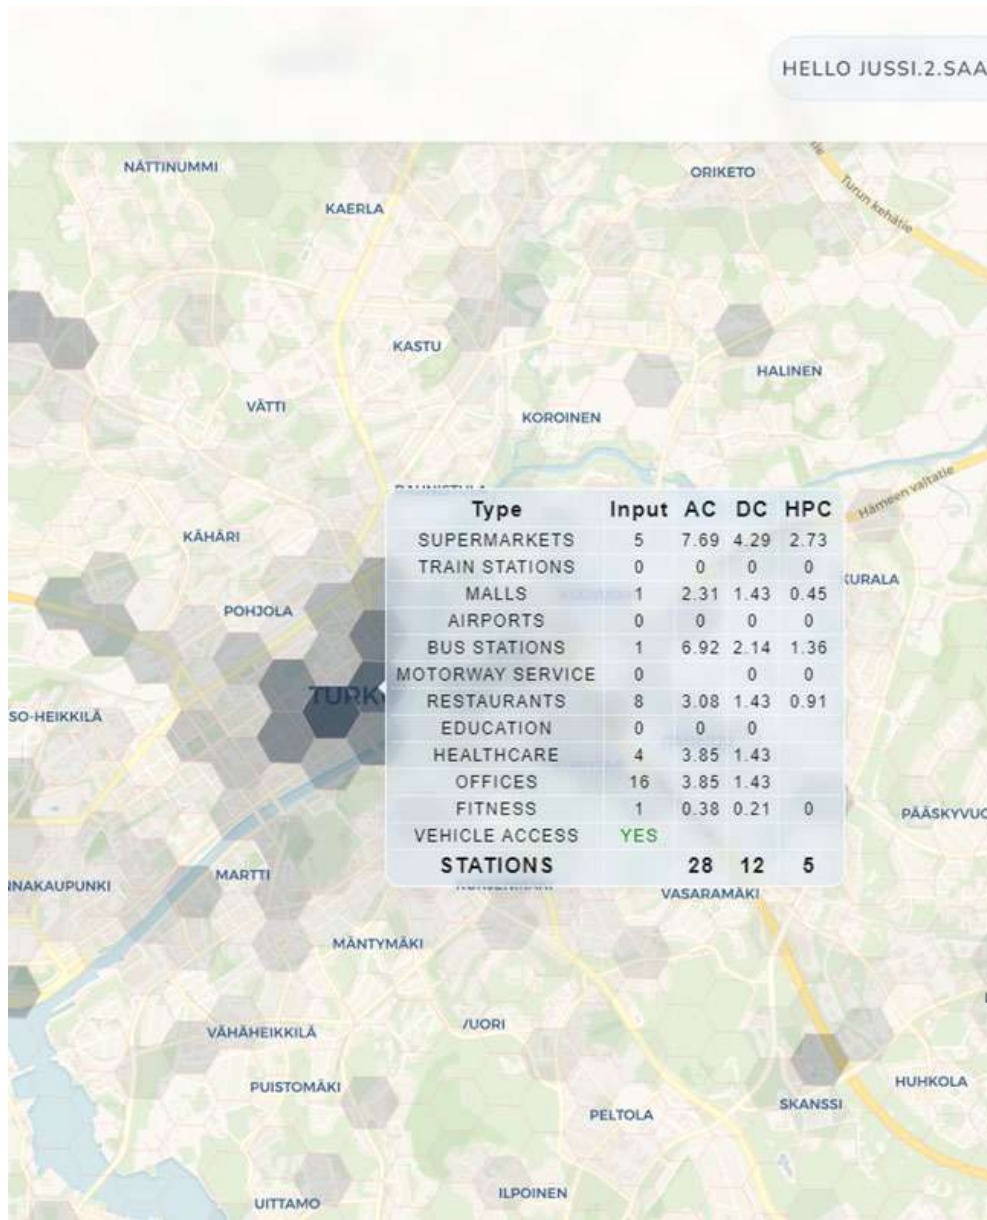 HELLO JUSSI.2.SAA
NÄTTINUMMI
ORIKETO
Turun kehätie
KAERLA
KASTU
HALINEN
VÄTTI
KOROINEN
Hämeen valtatie
Type Input AC DC HPC
KÄHÄRI
SUPERMARKETS 5 7.69 4.29 2.73
TRAIN STATIONS 0 0 0 0
KURALA
MALLS 1 2.31 1.43 0.45
POHJOLA
AIRPORTS 0 0 0 0
BUS STATIONS 1 6.92 2.14 1.36
MOTORWAY SERVICE 0 0 0
TURK
RESTAURANTS 8 3.08 1.43 0.91
SO-HEIKKILÄ
EDUCATION 0 0 0
HEALTHCARE 4 3.85 1.43
OFFICES 16 3.85 1.43
FITNESS 1 0.38 0.21 0
PÄÄSKYVUO
VEHICLE ACCESS YES
STATIONS 28 12 5
MARTTI
NNAKAUPUNKI
VASARAMÄKI
MÄNTYMÄKI
VÄHÄHEIKKILÄ
VUORI
PUISTOMÄKI
HUHKOLA
SKANSSI
PELTOLA
ILPOINEN
UITTAMO